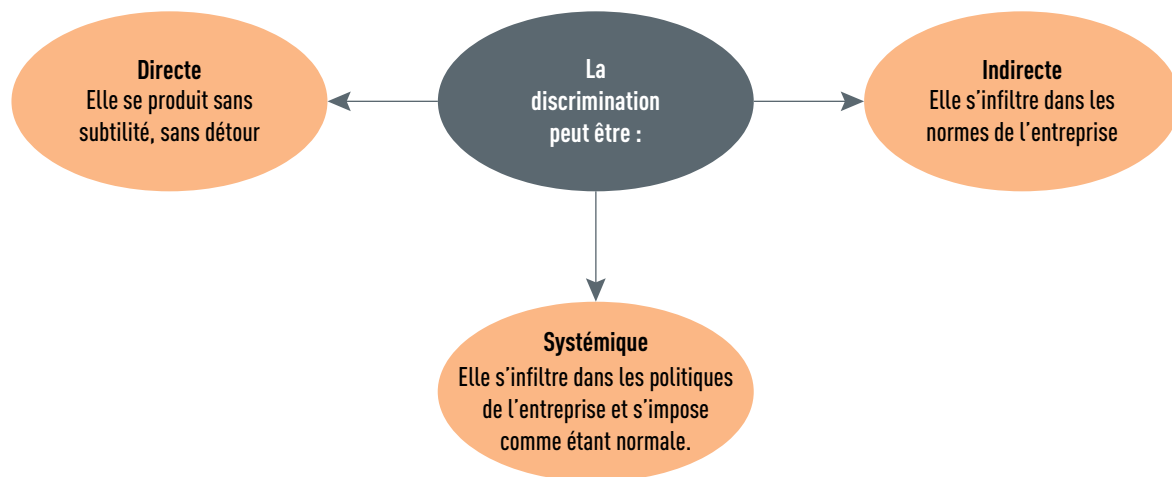 Directe
Elle se produit sans
subtilité, sans détour
La
discrimination
peut être :
Indirecte
Elle s’infiltre dans les
normes de l’entreprise
Systémique
Elle s’infiltre dans les politiques
de l’entreprise et s’impose
comme étant normale.